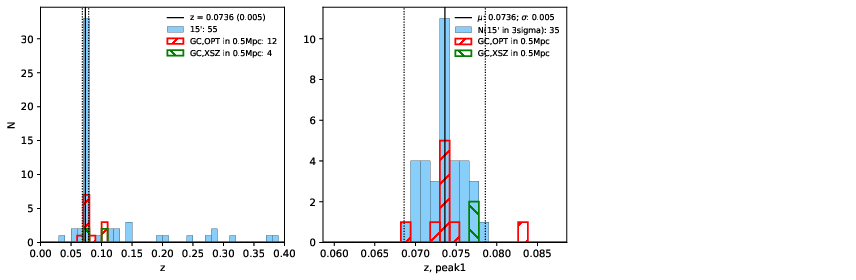 z = 0.0736 (0.005)
15': 55
GC,OPT in 0.5Mpc: 12
GC,XSZ in 0.5Mpc: 4
N
30
25
20
15
10
5
0
0.00 0.05 0.10 0.15 0.20 0.25 0.30 0.35 0.40
z
μ: 0.0736; σ: 0.005
N(15' in 3sigma): 35
GC,OPT in 0.5Mpc
GC,XSZ in 0.5Mpc
10
8
6
4
2
0
0.060 0.065 0.070 0.075 0.080 0.085
z, peak1